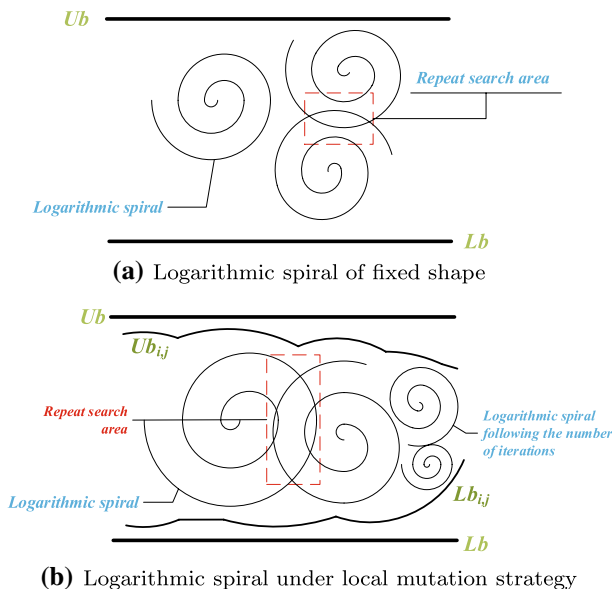 Ub
Repeat search area
Logarithmic spiral
Lb
(a) Logarithmic spiral of fixed shape
Ub
Ubi,j
Repeat search
area
Logarithmic spiral
following the number
of iterations
Logarithmic spiral
Lbi,j
Lb
(b) Logarithmic spiral under local mutation strategy